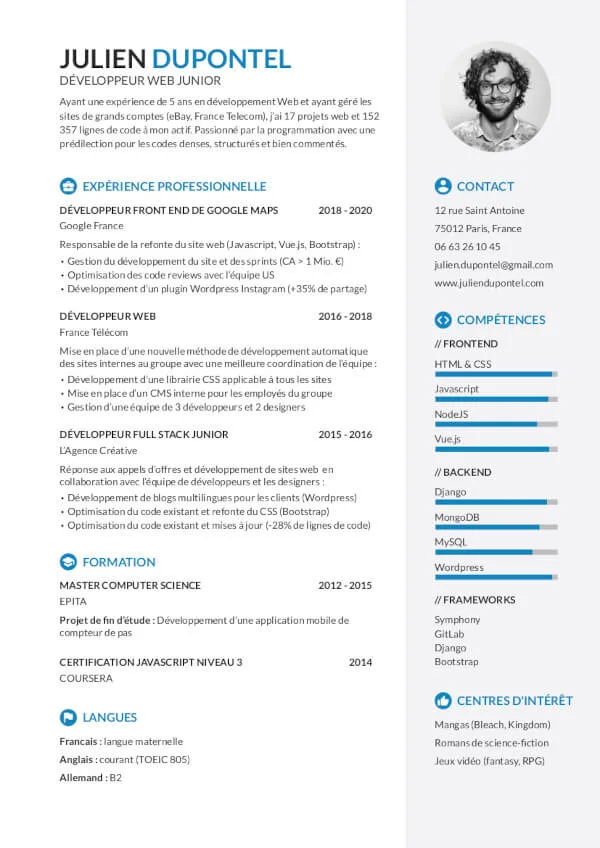 JULIEN DUPONTEL
DÉVELOPPEUR WEB JUNIOR
Ayant une expérience de 5 ans en développement Web et ayant géré les
sites de grands comptes (eBay, France Telecom), j'ai 17 projets web et 152
357 lignes de code à mon actif. Passionné par la programmation avec une
prédilection pour les codes denses, structurés et bien commentés.
EXPÉRIENCE PROFESSIONNELLE
DÉVELOPPEUR FRONT END DE GOOGLE MAPS 2018 - 2020
Google France
Responsable de la refonte du site web (Javascript, Vue.js, Bootstrap) :
• Gestion du développement du site et des sprints (CA > 1 Mio. €)
• Optimisation des code reviews avec l'équipe US
• Développement d'un plugin Wordpress Instagram (+35% de partage)
DÉVELOPPEUR WEB 2016 - 2018
France Télécom
Mise en place d'une nouvelle méthode de développement automatique
des sites internes au groupe avec une meilleure coordination de l'équipe :
• Développement d'une librairie CSS applicable à tous les sites
• Mise en place d'un CMS interne pour les employés du groupe
• Gestion d'une équipe de 3 développeurs et 2 designers
DÉVELOPPEUR FULL STACK JUNIOR 2015 - 2016
L'Agence Créative
Réponse aux appels d'offres et développement de sites web en
collaboration avec l'équipe de développeurs et les designers :
• Développement de blogs multilingues pour les clients (Wordpress)
• Optimisation du code existant et refonte du CSS (Bootstrap)
• Optimisation du code existant et mises à jour (-28% de lignes de code)
FORMATION
MASTER COMPUTER SCIENCE 2012 - 2015
EPITA
Projet de fin d'étude : Développement d'une application mobile de
compteur de pas
CERTIFICATION JAVASCRIPT NIVEAU 3 2014
COURSERA
LANGUES
Francais : langue maternelle
Anglais : courant (TOEIC 805)
Allemand : B2
CONTACT
12 rue Saint Antoine
75012 Paris, France
06 63 26 10 45
julien.dupontel@gmail.com
www.juliendupontel.com
COMPÉTENCES
// FRONTEND
HTML & CSS
Javascript
NodeJS
Vue.js
// BACKEND
Django
MongoDB
MySQL
Wordpress
// FRAMEWORKS
Symphony
GitLab
Django
Bootstrap
CENTRES D'INTÉRÊT
Mangas (Bleach, Kingdom)
Romans de science-fiction
Jeux vidéo (fantasy, RPG)